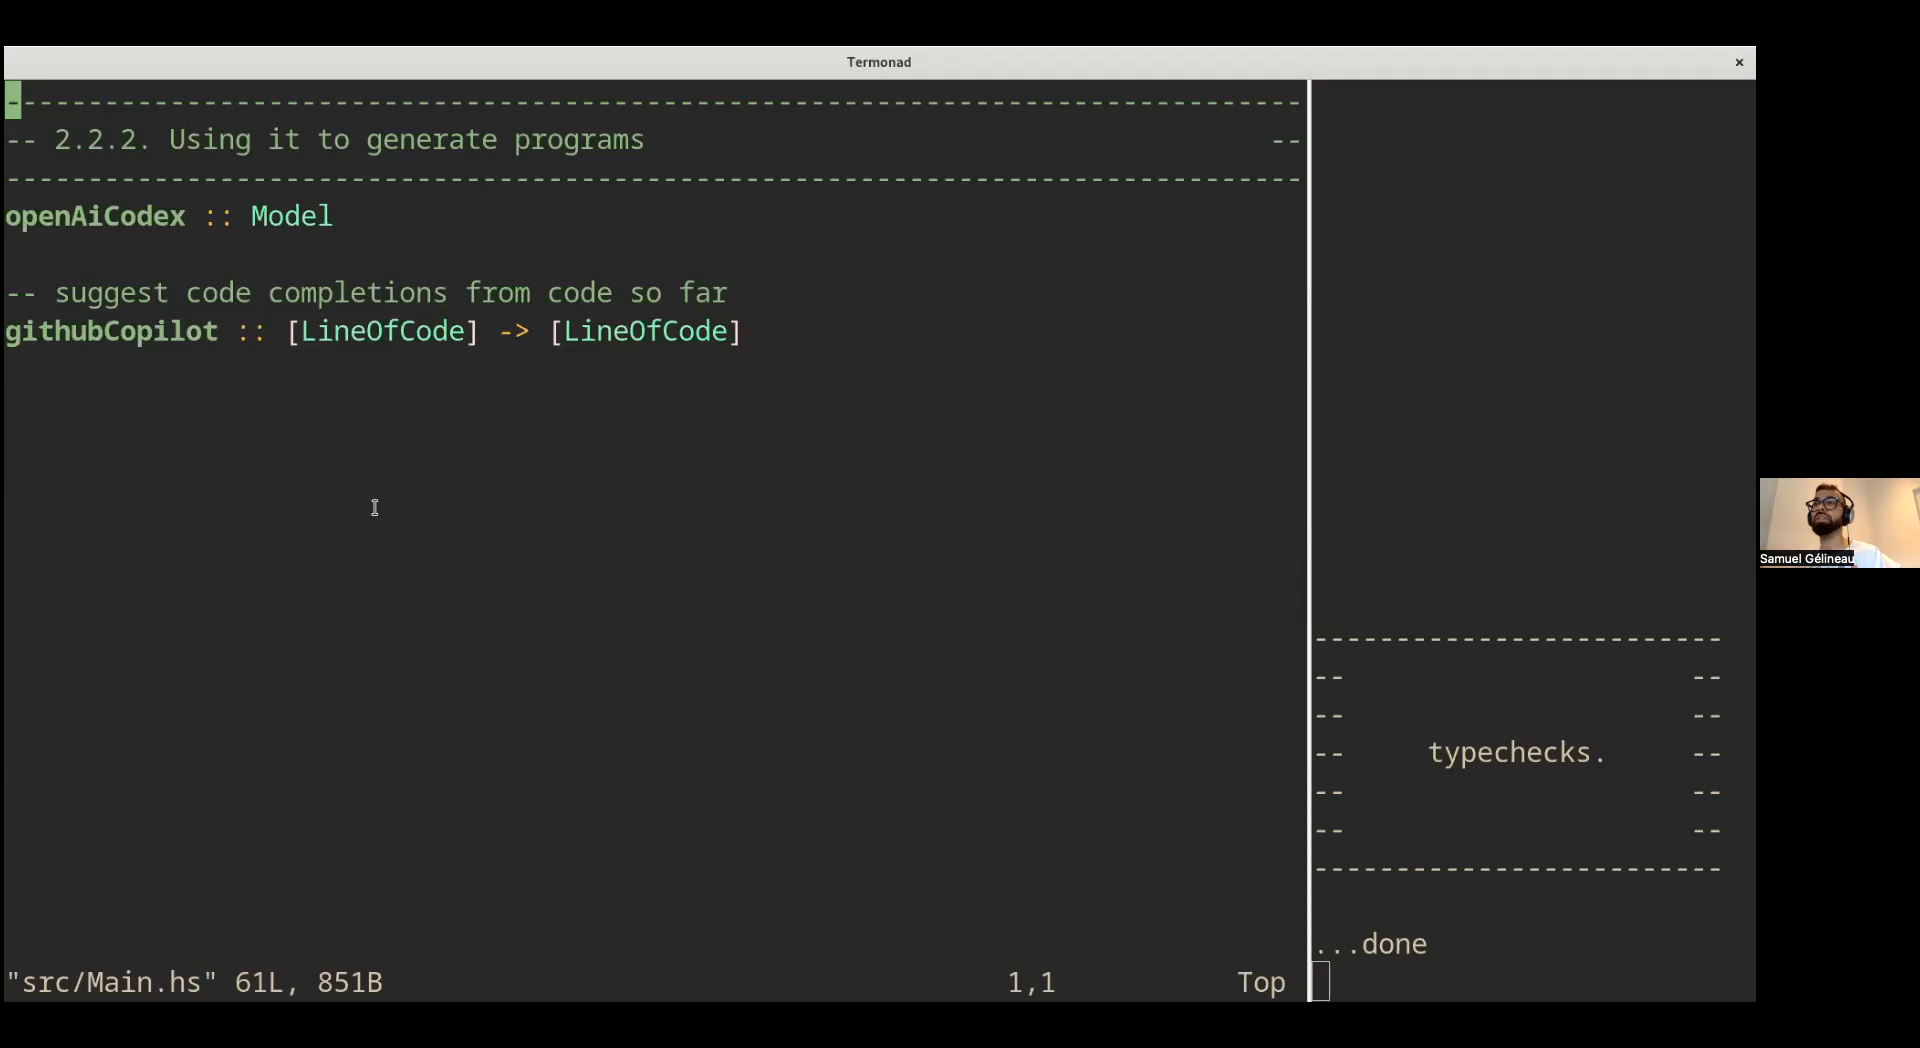 Termonad ×
--------------------------------------------------------------------------------
-- 2.2.2. Using it to generate programs --
--------------------------------------------------------------------------------
openAiCodex :: Model
-- suggest code completions from code so far
githubCopilot :: [LineOfCode] -> [LineOfCode]
"src/Main.hs" 61L, 851B 1,1 Top
-------------------------
-- --
-- --
-- typechecks. --
-- --
-- --
-------------------------
...done
Samuel Gélineau